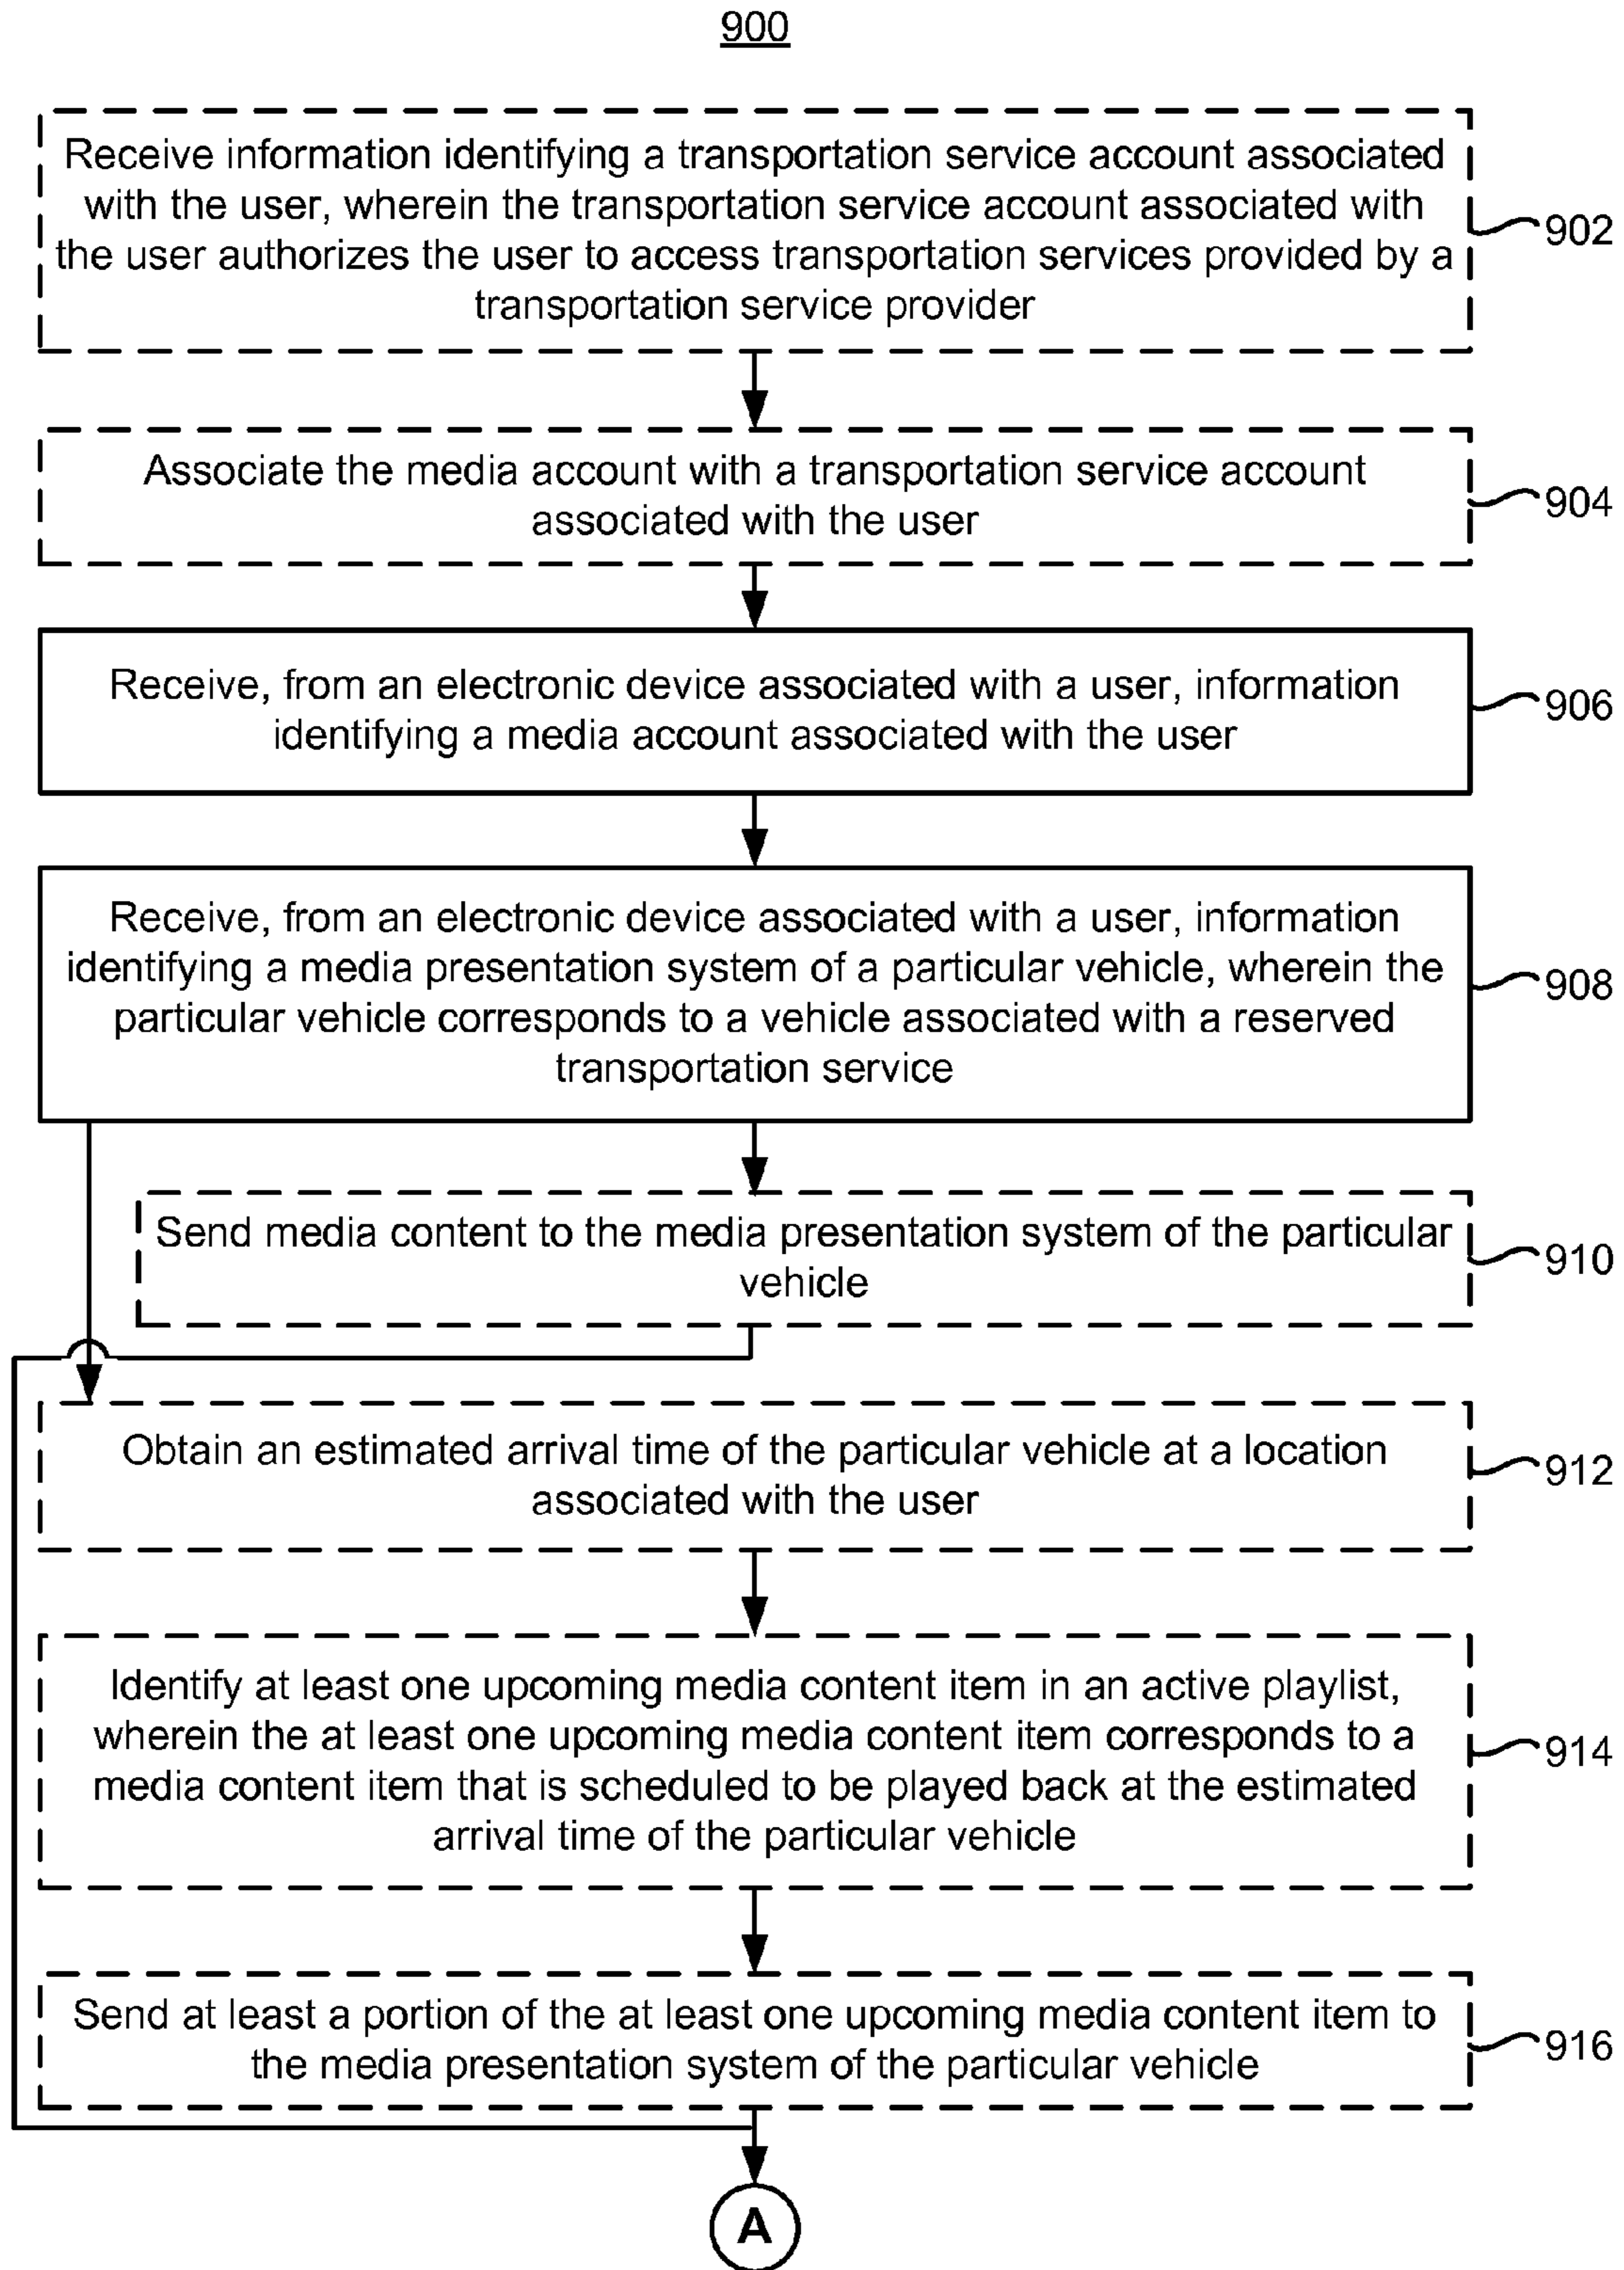 900
Receive information identifying a transportation service account associated
with the user, wherein the transportation service account associated with
the user authorizes the user to access transportation services provided by a
transportation service provider
902
Associate the media account with a transportation service account
associated with the user
904
Receive, from an electronic device associated with a user, information
identifying a media account associated with the user
906
Receive, from an electronic device associated with a user, information
identifying a media presentation system of a particular vehicle, wherein the
particular vehicle corresponds to a vehicle associated with a reserved
transportation service
908
Send media content to the media presentation system of the particular
vehicle
910
Obtain an estimated arrival time of the particular vehicle at a location
associated with the user
912
Identify at least one upcoming media content item in an active playlist,
wherein the at least one upcoming media content item corresponds to a
media content item that is scheduled to be played back at the estimated
arrival time of the particular vehicle
914
Send at least a portion of the at least one upcoming media content item to
the media presentation system of the particular vehicle
916
A